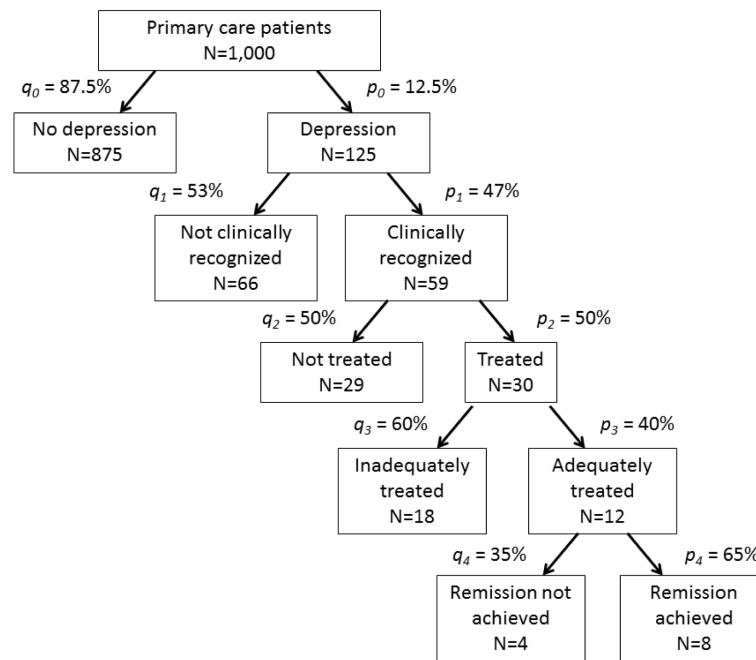 Primary care patients
N=1,000
q0 = 87.5%
p0 = 12.5%
No depression
N=875
Depression
N=125
q1 = 53%
p1 = 47%
Not clinically
recognized
N=66
Clinically
recognized
N=59
q2 = 50%
p2 = 50%
Not treated
N=29
Treated
N=30
q3 = 60%
p3 = 40%
Inadequately
treated
N=18
Adequately
treated
N=12
q4 = 35%
p4 = 65%
Remission not
achieved
N=4
Remission
achieved
N=8